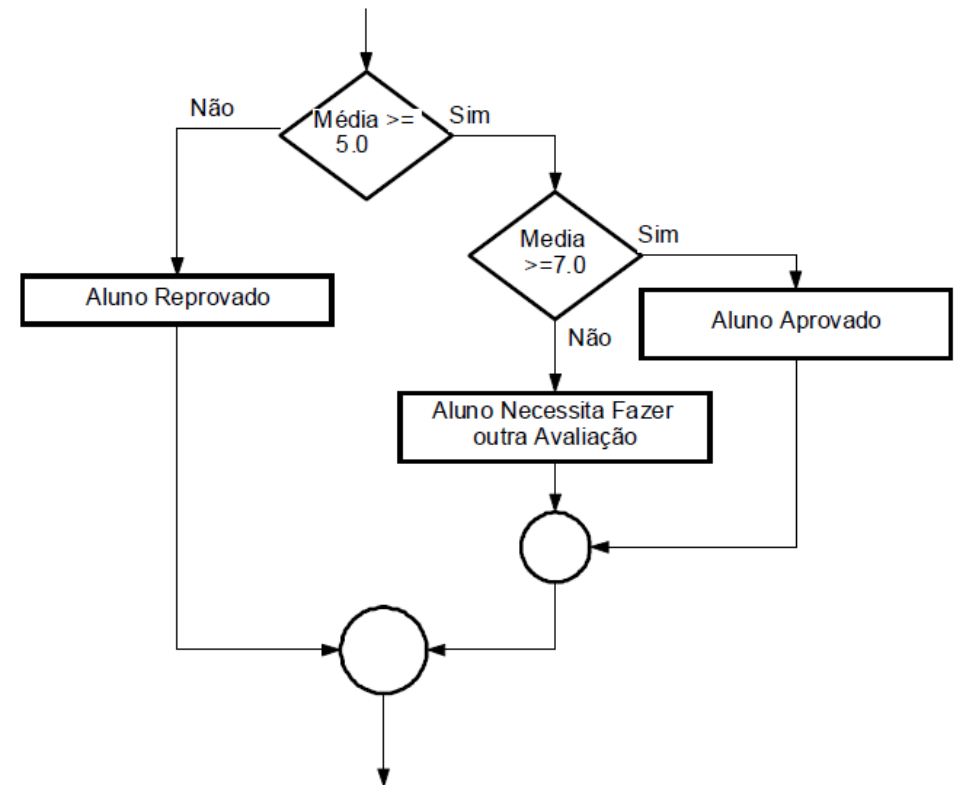 Não
Média >=
5.0
Sim
Media
>=7.0
Sim
Aluno Reprovado
Aluno Aprovado
Não
Aluno Necessita Fazer
outra Avaliação